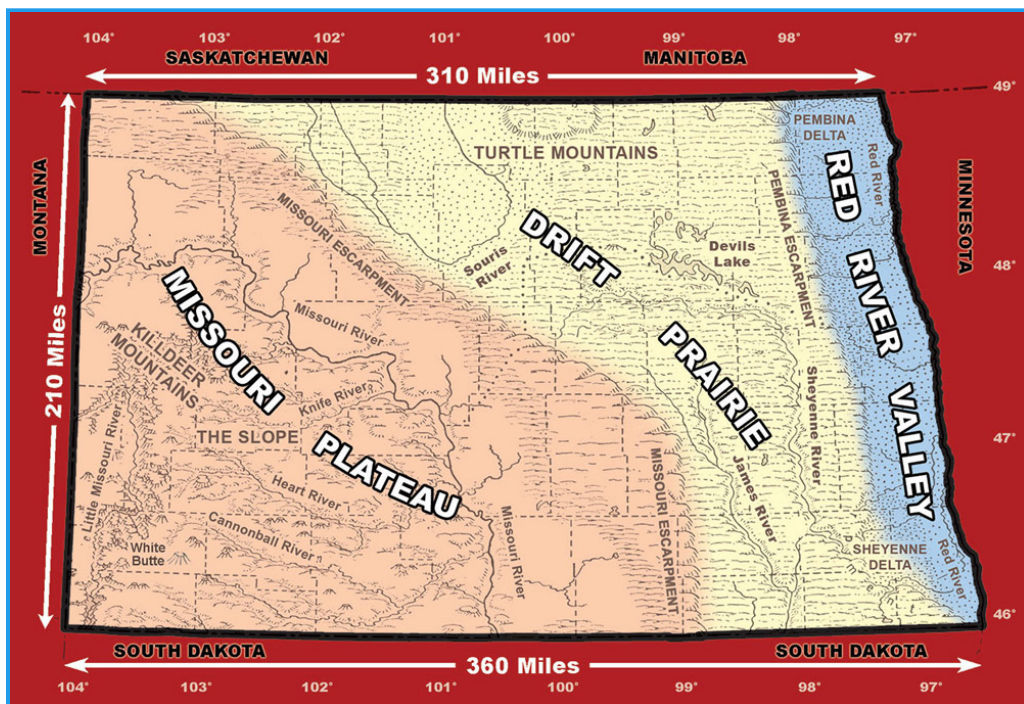 104° 103° 102° 101° 100° 99° 98° 97°
SASKATCHEWAN MANITOBA
310 Miles
49°
PEMBINA
DELTA
TURTLE MOUNTAINS
RED RIVER VALLEY
Red River
MONTANA
MINNESOTA
PEMBINA ESCARPMENT
MISSOURI ESCARPMENT
DRIFT PRAIRIE
Devils
Lake
Souris
River
48°
MISSOURI PLATEAU
Missouri River
210 Miles
KILLDEER
MOUNTAINS
Knife River
Sheyenne River
THE SLOPE
47°
Little Missouri River
Heart River
James River
MISSOURI ESCARPMENT
Cannonball River
Missouri River
White
Butte
SHEYENNE
DELTA
Red River
46°
SOUTH DAKOTA SOUTH DAKOTA
360 Miles
104° 103° 102° 101° 100° 99° 98° 97°